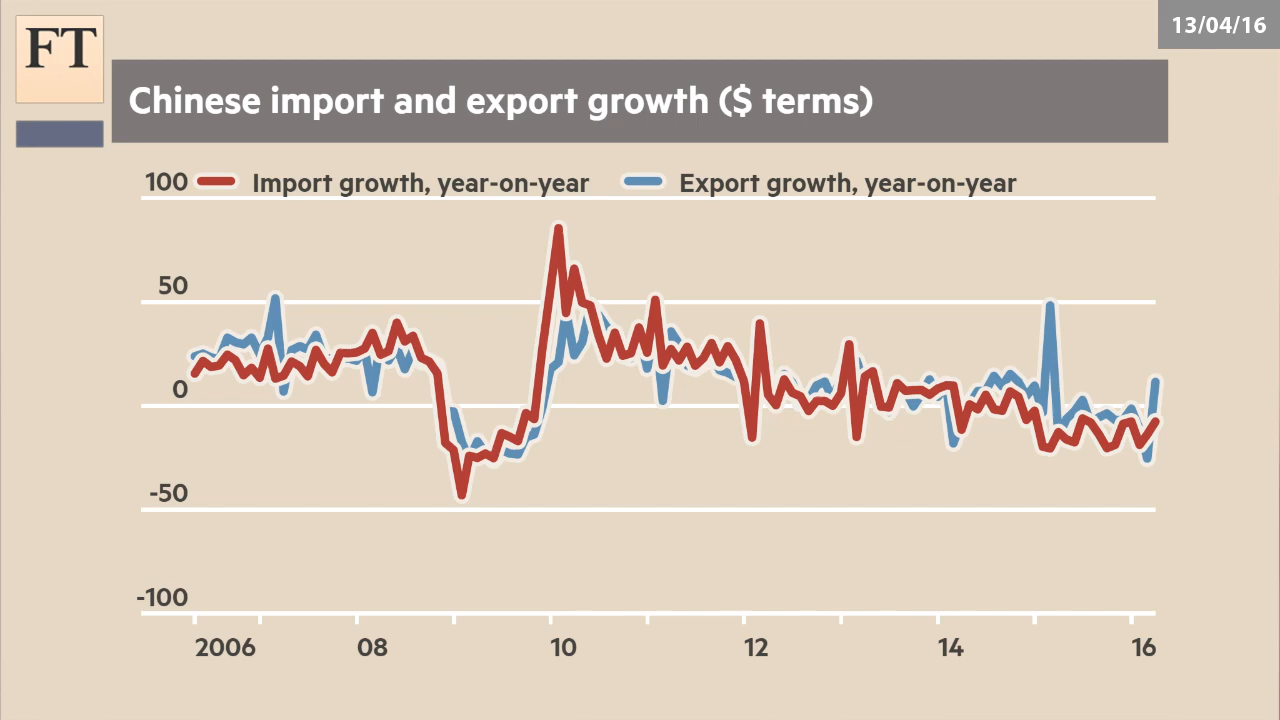 FT
13/04/16
Chinese import and export growth ($ terms)
100 Import growth, year-on-year Export growth, year-on-year
50
0
-50
-100
2006 08 10 12 14 16